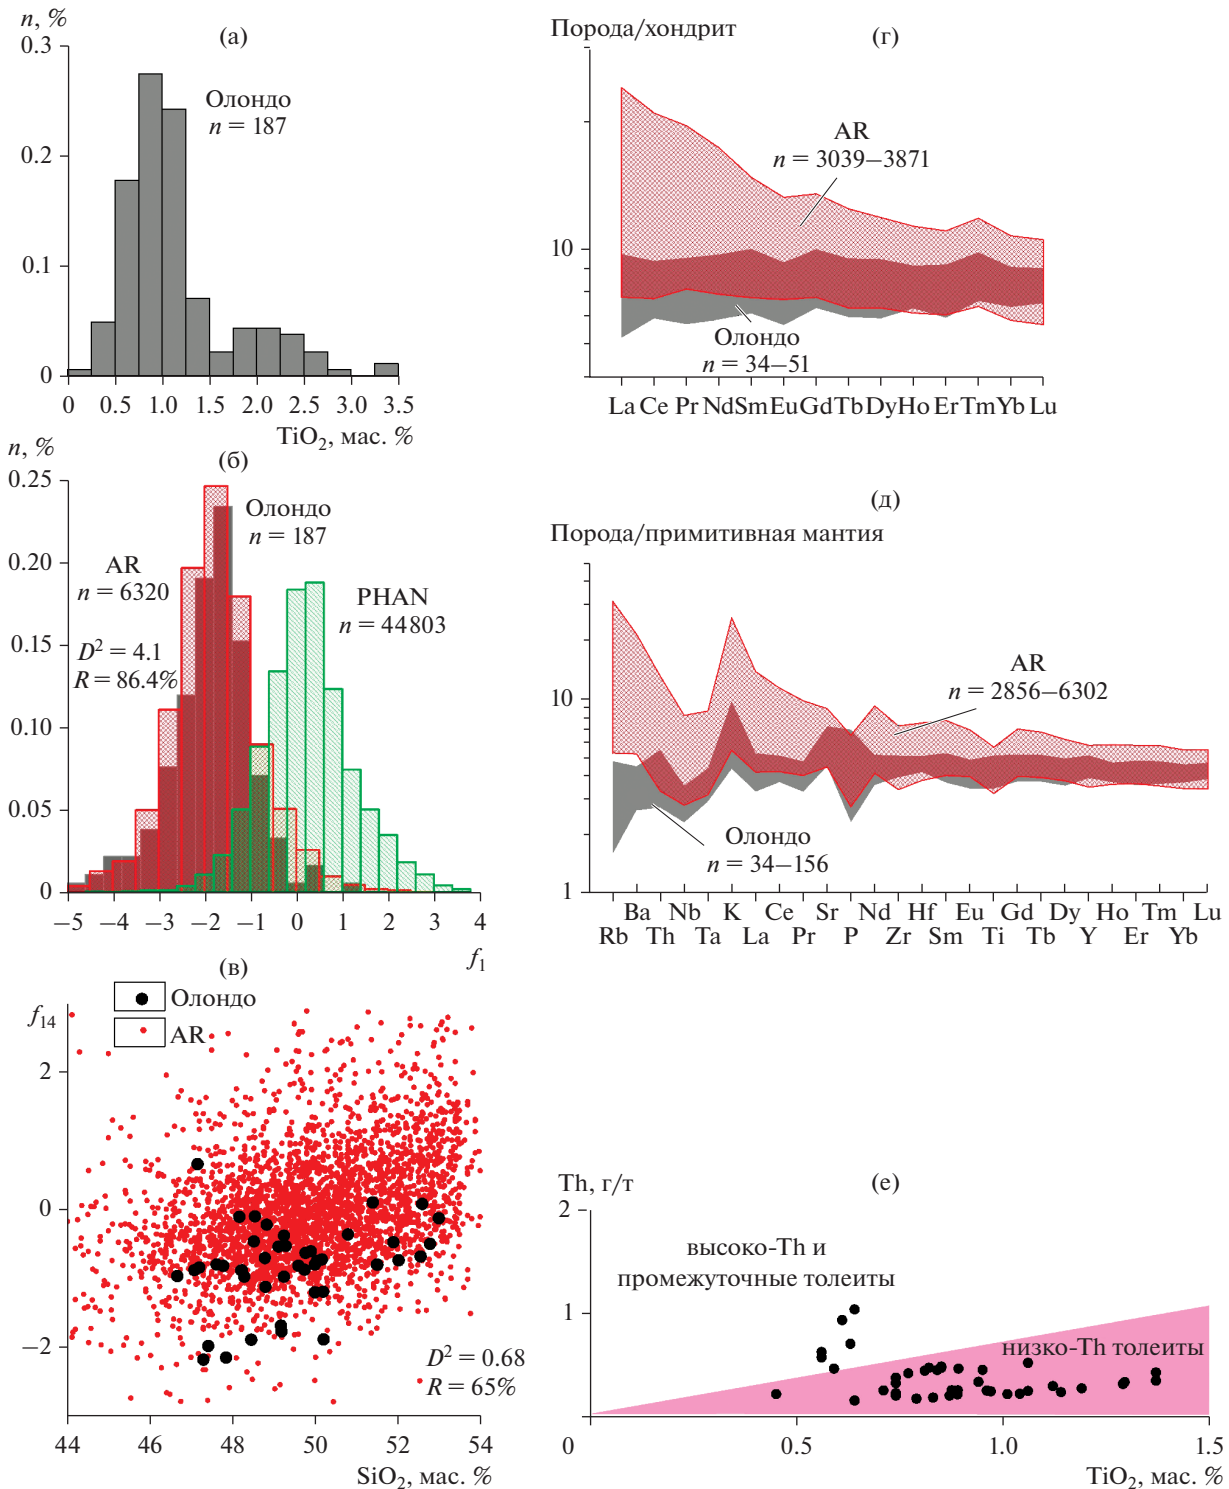 n, %
(а)
0.3
0.2
0.1
0
Олондо
n = 187
0 0.5 1.0 1.5 2.0 2.5 3.0 3.5
TiO₂, мас. %
n, %
(б)
0.25
0.20
0.15
0.10
0.05
0
Олондо
n = 187
AR
n = 6320
D² = 4.1
R = 86.4%
PHAN
n = 44803
−5 −4 −3 −2 −1 0 1 2 3 4
f₁
(в)
f₁₄
Олондо
AR
2
0
−2
D² = 0.68
R = 65%
44 46 48 50 52 54
SiO₂, мас. %
Порода/хондрит
(г)
AR
n = 3039–3871
10
Олондо
n = 34–51
La Ce Pr Nd Sm Eu Gd Tb Dy Ho Er Tm Yb Lu
(д)
Порода/примитивная мантия
AR
n = 2856–6302
10
Олондо
n = 34–156
1
Ba Nb K Ce Sr Nd Hf Eu Gd Dy Ho Tm Lu
Rb Th Ta La Pr P Zr Sm Ti Tb Y Er Yb
Th, г/т
(е)
2
высоко-Th и
промежуточные толеиты
1
низко-Th толеиты
0 0.5 1.0 1.5
TiO₂, мас. %